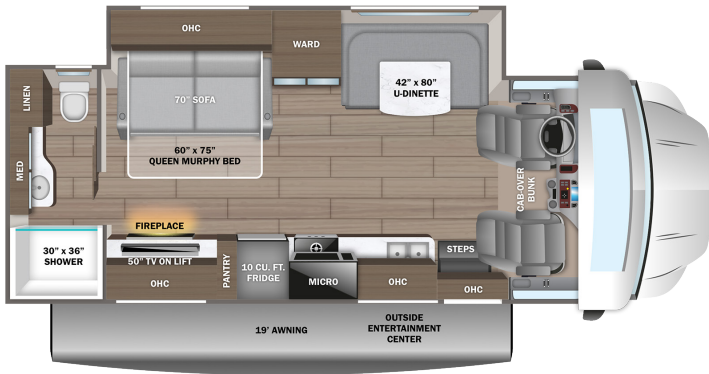 OHC
WARD
42” x 80”
U-DINETTE
LINEN
70” SOFA
60” x 75”
QUEEN MURPHY BED
MED
CAB-OVER
BUNK
FIREPLACE
30” x 36”
SHOWER
50” TV ON LIFT
PANTRY
10 CU. FT.
FRIDGE
STEPS
OHC
MICRO
OHC
OHC
19’ AWNING
OUTSIDE
ENTERTAINMENT
CENTER